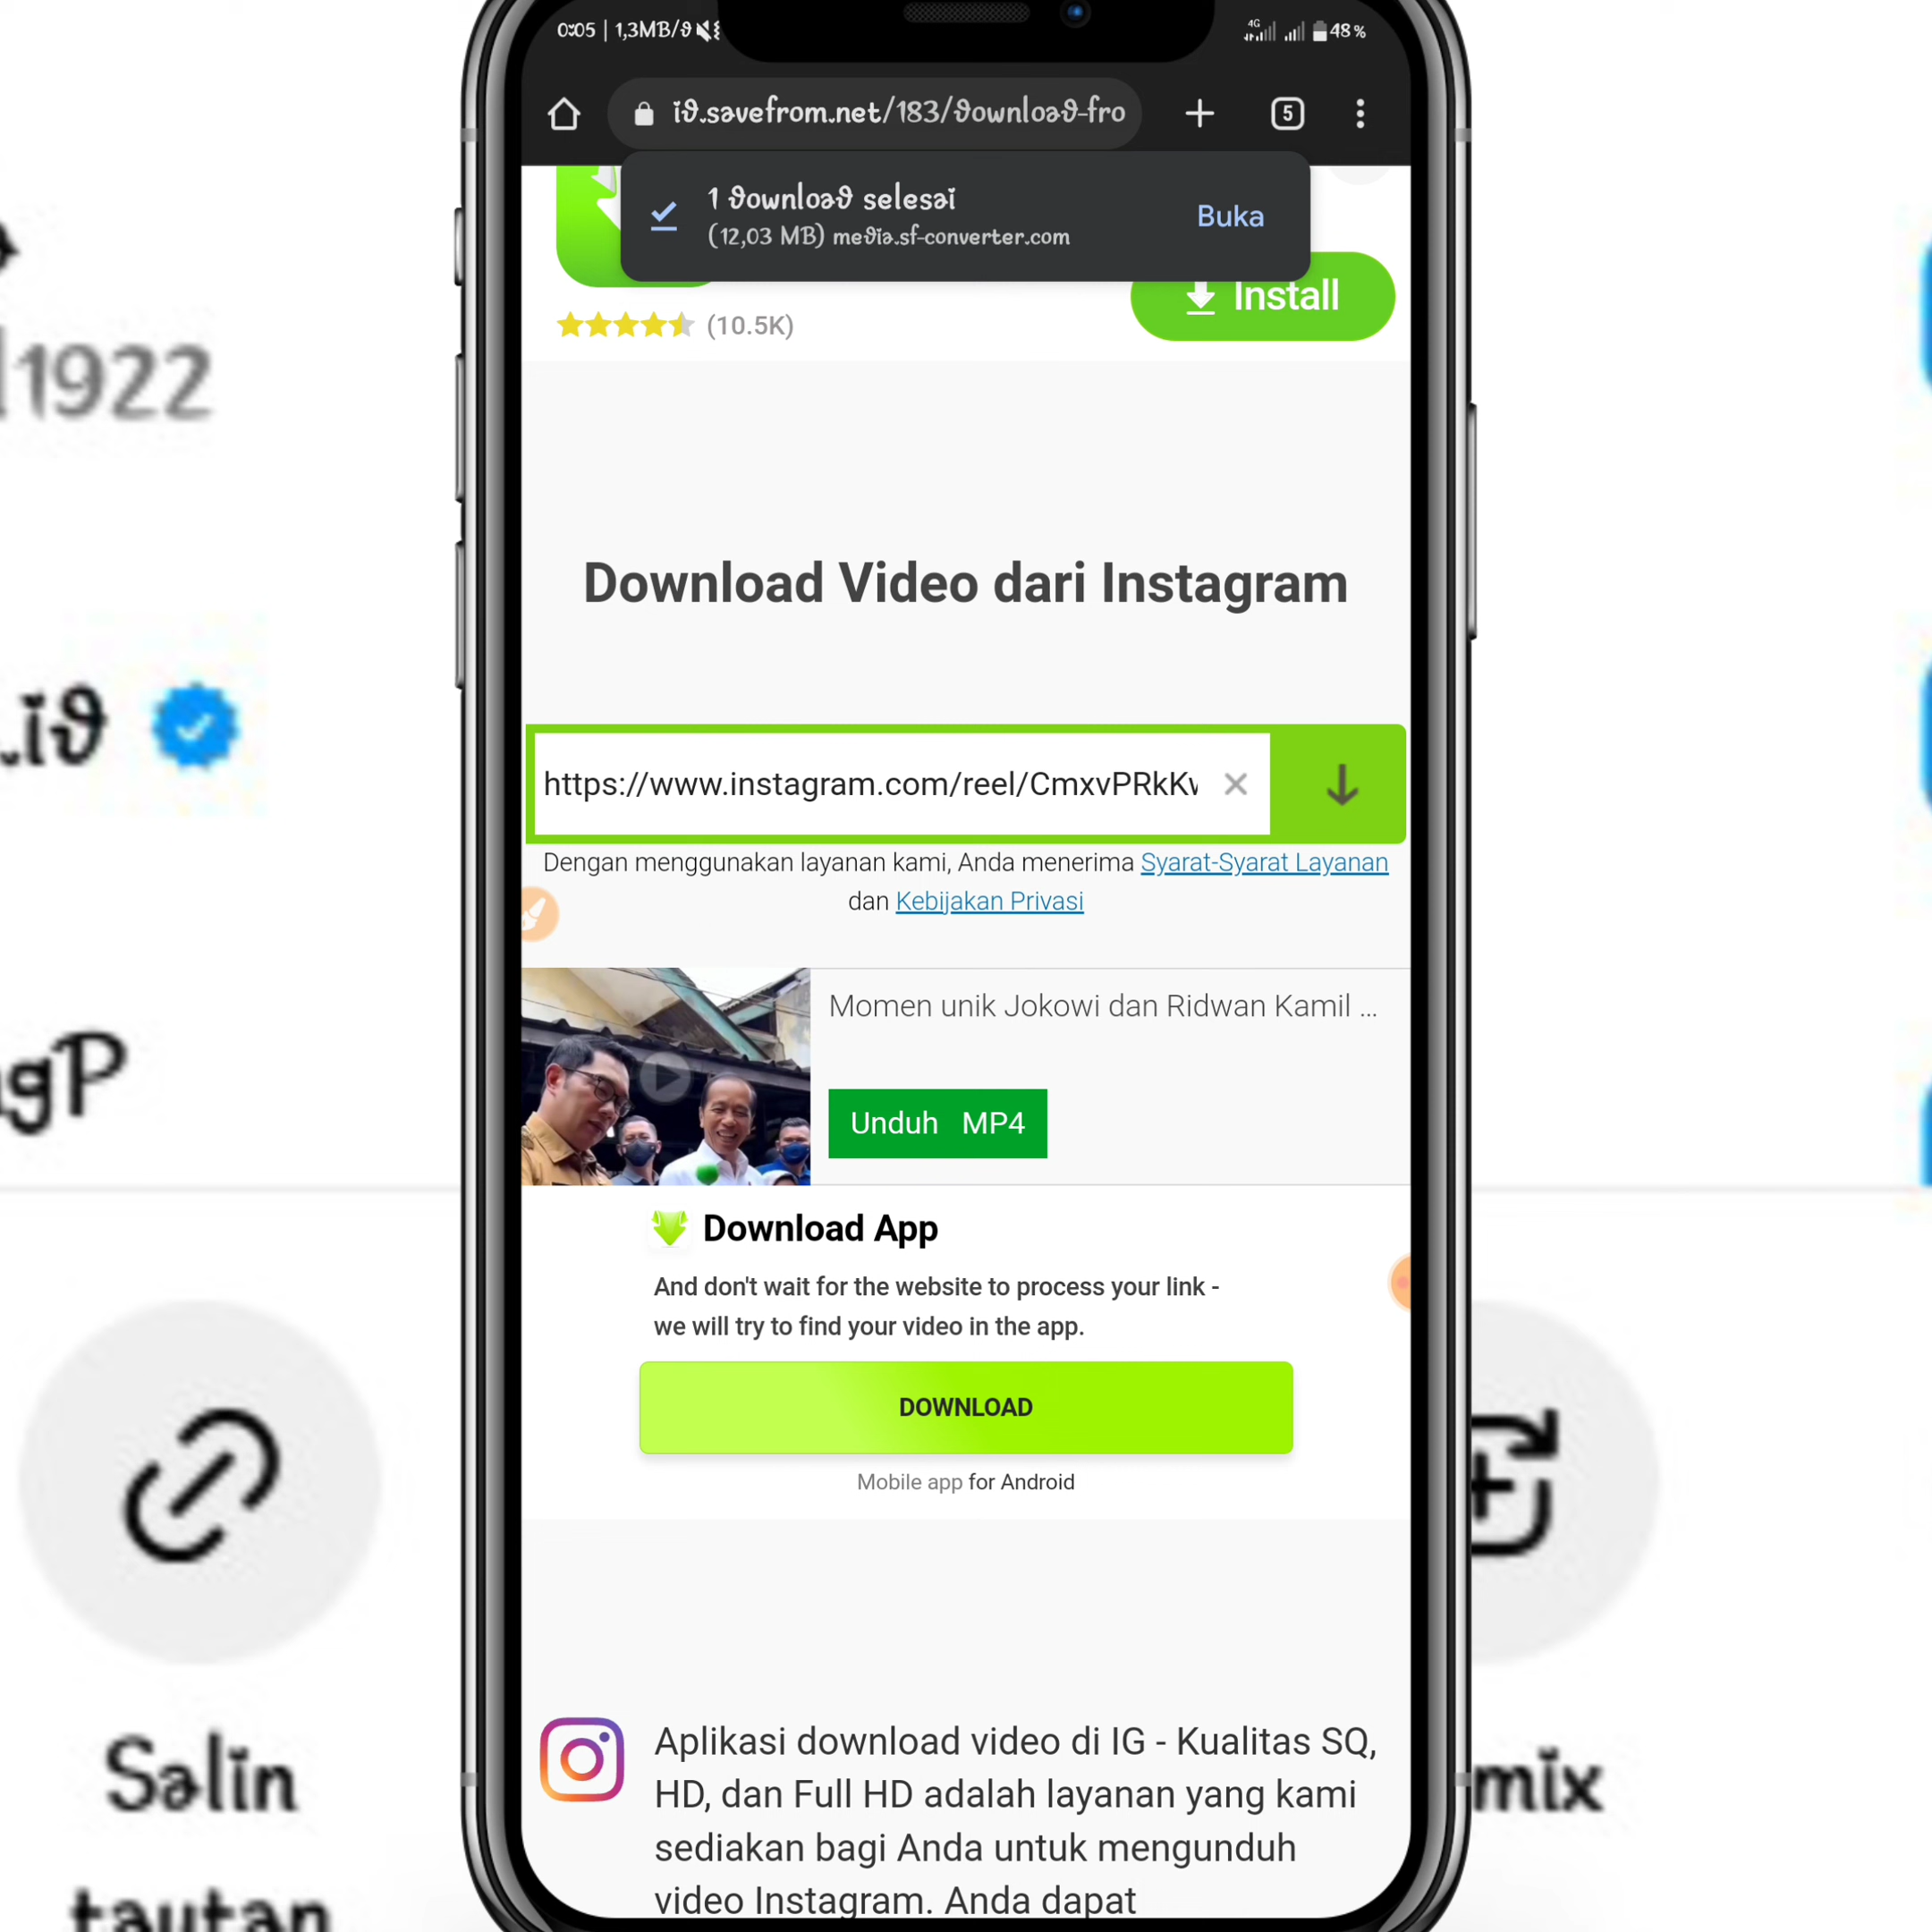 0:05 | 1,3MB/d
4G
48%
id.savefrom.net/183/download-fro
5
1 download selesai
(12,03 MB) media.sf-converter.com
Buka
Install
(10.5K)
1922
Download Video dari Instagram
.id
https://www.instagram.com/reel/CmxvPRkKv
Dengan menggunakan layanan kami, Anda menerima Syarat-Syarat Layanan
dan Kebijakan Privasi
gP
Momen unik Jokowi dan Ridwan Kamil ...
Unduh MP4
Download App
And don't wait for the website to process your link -
we will try to find your video in the app.
DOWNLOAD
Mobile app for Android
Aplikasi download video di IG - Kualitas SQ,
HD, dan Full HD adalah layanan yang kami
sediakan bagi Anda untuk mengunduh
video Instagram. Anda dapat
Salin
tautan
mix